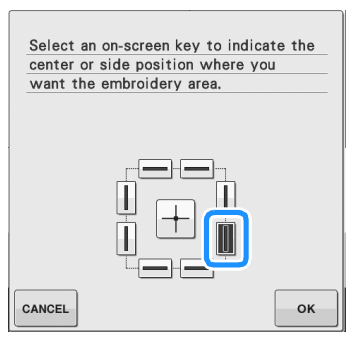 Select an on-screen key to indicate the
center or side position where you
want the embroidery area.
CANCEL
OK